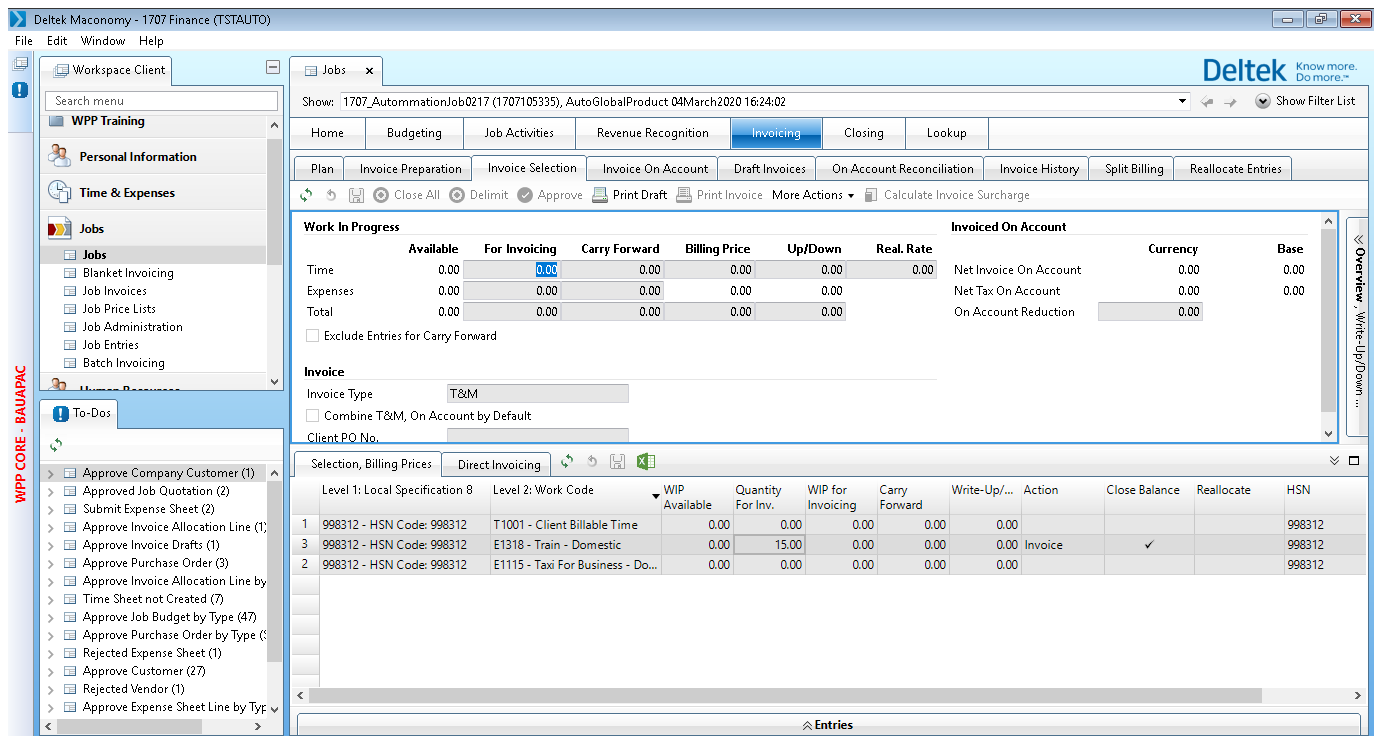 Deltek Maconomy - 1707 Finance (TSTAUTO)
File Edit Window Help
WPP CORE - BAUAPAC
Workspace Client
Search menu
WPP Training
Personal Information
Time & Expenses
Jobs
Jobs
Blanket Invoicing
Job Invoices
Job Price Lists
Job Administration
Job Entries
Batch Invoicing
Human Resources
To-Dos
Approve Company Customer (1)
Approved Job Quotation (2)
Submit Expense Sheet (2)
Approve Invoice Allocation Line (1)
Approve Invoice Drafts (1)
Approve Purchase Order (3)
Approve Invoice Allocation Line by
Time Sheet not Created (7)
Approve Job Budget by Type (47)
Approve Purchase Order by Type (
Rejected Expense Sheet (1)
Approve Customer (27)
Rejected Vendor (1)
Approve Expense Sheet Line by Typ
Jobs
Deltek Know more. Do more.™
Show: 1707_AutommationJob0217 (1707105335), AutoGlobalProduct 04March2020 16:24:02 Show Filter List
Home Budgeting Job Activities Revenue Recognition Invoicing Closing Lookup
Plan Invoice Preparation Invoice Selection Invoice On Account Draft Invoices On Account Reconciliation Invoice History Split Billing Reallocate Entries
Close All Delimit Approve Print Draft Print Invoice More Actions Calculate Invoice Surcharge
Work In Progress
Available For Invoicing Carry Forward Billing Price Up/Down Real. Rate
Time 0.00 0.00 0.00 0.00 0.00 0.00
Expenses 0.00 0.00 0.00 0.00 0.00
Total 0.00 0.00 0.00 0.00 0.00
Exclude Entries for Carry Forward
Invoiced On Account
Currency Base
Net Invoice On Account 0.00 0.00
Net Tax On Account 0.00 0.00
On Account Reduction 0.00
Invoice
Invoice Type T&M
Combine T&M, On Account by Default
Client PO No.
Overview , Write-Up/Down ...
Selection, Billing Prices Direct Invoicing
Level 1: Local Specification 8 Level 2: Work Code WIP Available Quantity For Inv. WIP for Invoicing Carry Forward Write-Up/... Action Close Balance Reallocate HSN
1 998312 - HSN Code: 998312 T1001 - Client Billable Time 0.00 0.00 0.00 0.00 0.00 998312
3 998312 - HSN Code: 998312 E1318 - Train - Domestic 0.00 15.00 0.00 0.00 0.00 Invoice ✓ 998312
2 998312 - HSN Code: 998312 E1115 - Taxi For Business - Do... 0.00 0.00 0.00 0.00 0.00 998312
Entries